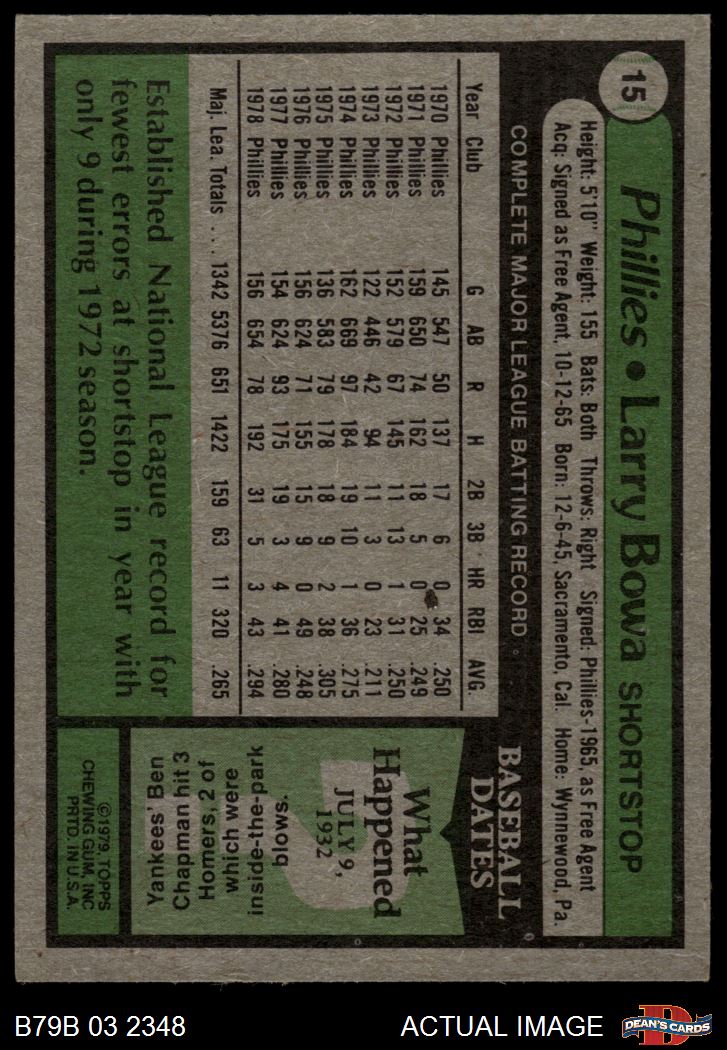 15
Phillies • Larry Bowa SHORTSTOP
Height: 5'10" Weight: 155 Bats: Both Throws: Right Signed: Phillies-1965, as Free Agent
Acq: Signed as Free Agent, 10-12-65 Born: 12-6-45, Sacramento, Cal. Home: Wynnewood, Pa.
COMPLETE MAJOR LEAGUE BATTING RECORD
Year Club G AB R H 2B 3B HR RBI AVG.
1970 Phillies 145 547 50 137 17 6 0 34 .250
1971 Phillies 159 650 74 162 18 5 0 25 .249
1972 Phillies 152 579 67 145 11 13 1 31 .250
1973 Phillies 122 446 42 94 11 3 0 23 .211
1974 Phillies 162 669 97 184 19 10 1 36 .275
1975 Phillies 136 583 79 178 18 9 2 38 .305
1976 Phillies 156 624 71 155 15 9 0 49 .248
1977 Phillies 154 624 93 175 19 3 4 41 .280
1978 Phillies 156 654 78 192 31 5 3 43 .294
Maj. Lea. Totals . . . 1342 5376 651 1422 159 63 11 320 .265
Established National League record for
fewest errors at shortstop in year with
only 9 during 1972 season.
BASEBALL
DATES
What
Happened
JULY 9,
1932
Yankees' Ben
Chapman hit 3
Homers, 2 of
which were
inside-the-park
blows.
©1979, TOPPS
CHEWING GUM, INC
PRTD. IN U.S.A.
B79B 03 2348 ACTUAL IMAGE
D
DEAN'S CARDS